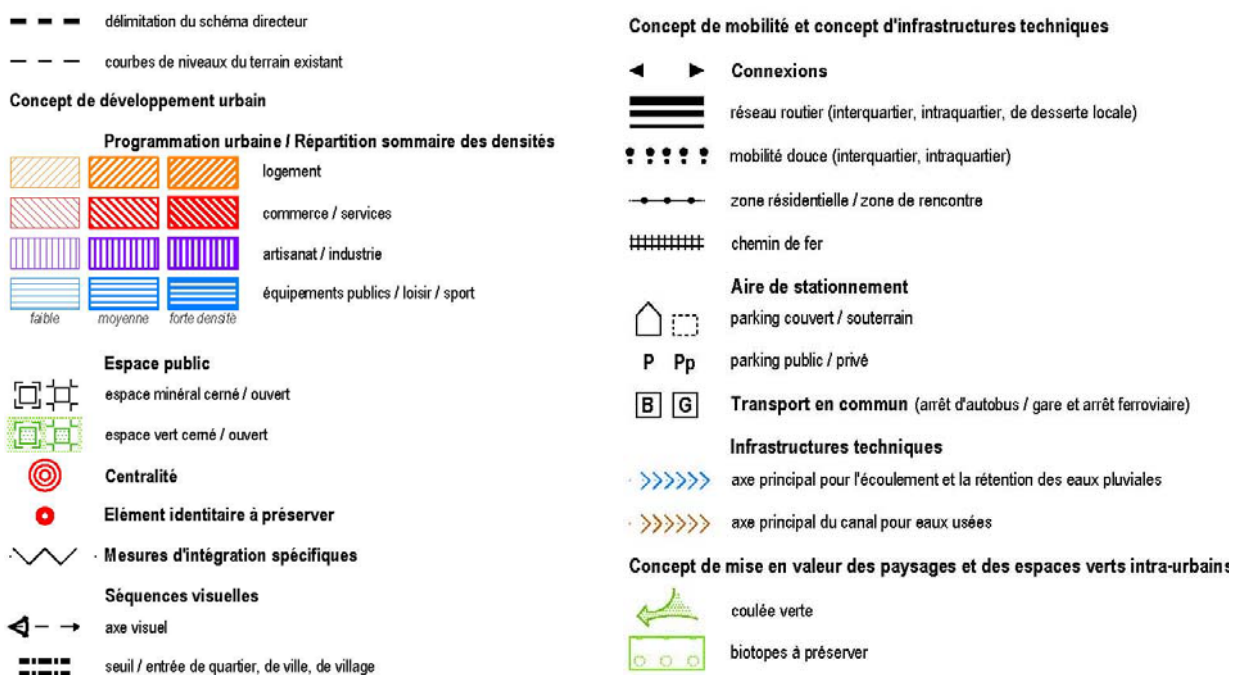 délimitation du schéma directeur
courbes de niveaux du terrain existant
Concept de développement urbain
Programmation urbaine / Répartition sommaire des densités
logement
commerce / services
artisanat / industrie
équipements publics / loisir / sport
faible moyenne forte densité
Espace public
espace minéral cerné / ouvert
espace vert cerné / ouvert
Centralité
Elément identitaire à préserver
Mesures d'intégration spécifiques
Séquences visuelles
axe visuel
seuil / entrée de quartier, de ville, de village
Concept de mobilité et concept d'infrastructures techniques
Connexions
réseau routier (interquartier, intraquartier, de desserte locale)
mobilité douce (interquartier, intraquartier)
zone résidentielle / zone de rencontre
chemin de fer
Aire de stationnement
parking couvert / souterrain
P Pp parking public / privé
B G Transport en commun (arrêt d'autobus / gare et arrêt ferroviaire)
Infrastructures techniques
axe principal pour l'écoulement et la rétention des eaux pluviales
axe principal du canal pour eaux usées
Concept de mise en valeur des paysages et des espaces verts intra-urbains
coulée verte
biotopes à préserver